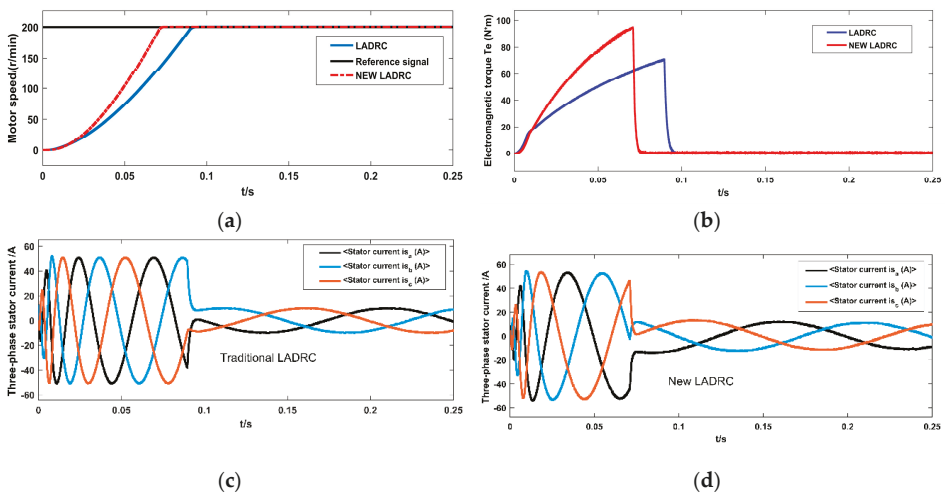 (a)
Motor speed,(r/min)
200
150
100
50
0
0
0.05
0.1
0.15
0.2
0.25
t/s
LADRC
Reference signal
NEW LADRC
(b)
Electromagnetic torque Te (N*m)
100
80
60
40
20
0
0
0.05
0.1
0.2
0.25
t/s
LADRC
NEW LADRC
(c)
Three-phase stator current /A
60
40
20
0
-20
-40
-60
0
0.05
0.1
0.15
0.2
0.25
t/s
<Stator current is_a (A)>
<Stator current is_b (A)>
<Stator current is_c (A)>
Traditional LADRC
(d)
Three-phase stator current /A
60
40
20
0
-20
-40
-60
0
0.05
0.1
0.15
0.2
0.25
t/s
<Stator current is_a (A)>
<Stator current is_b (A)>
<Stator current is_c (A)>
New LADRC